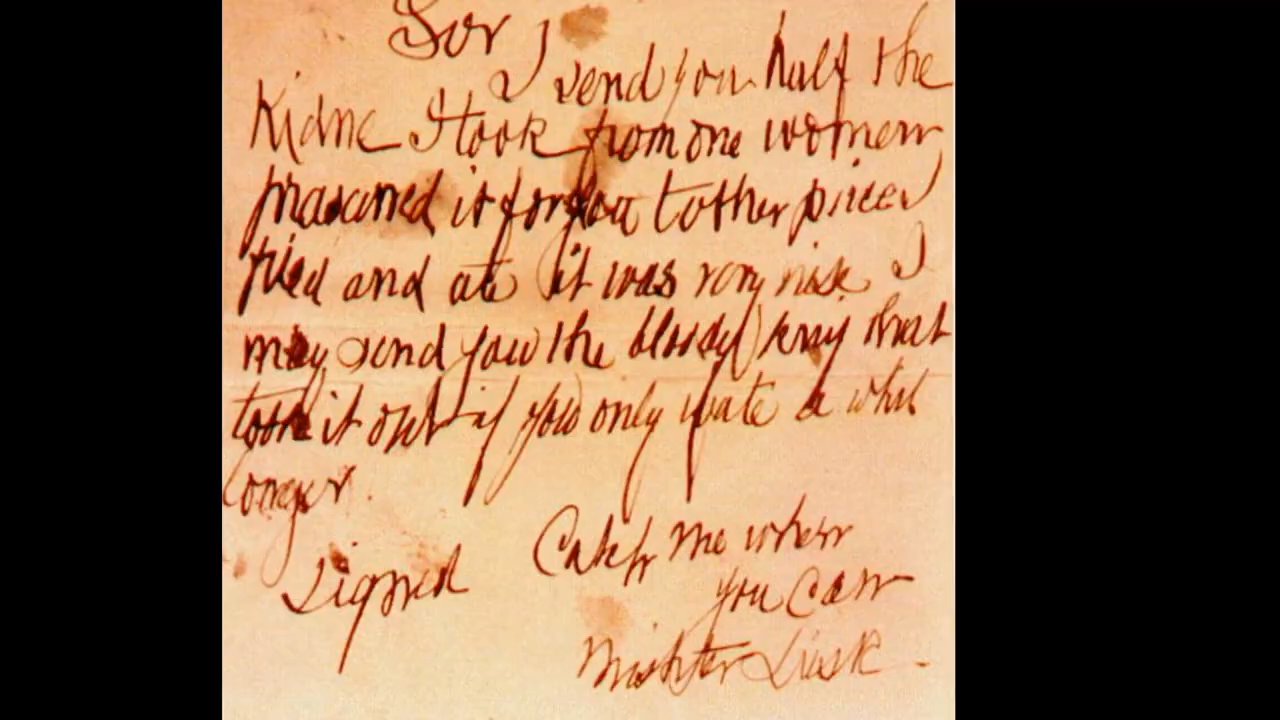 Sor
I send you half the
Kidne I took from one women
prasarved it for you tother piece I
fried and ate it was very nise I
may send you the bloody knif that
took it out if you only wate a whil
longer.
signed Catch me when
you Can
Mishter Lusk.